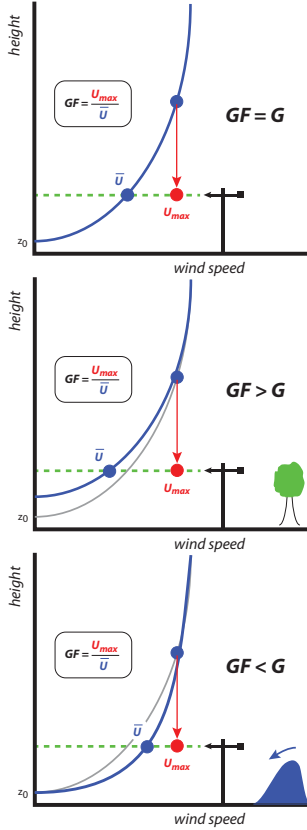 height
GF = Umax / U̅
GF = G
U̅
Umax
z0
wind speed
height
GF = Umax / U̅
GF > G
U̅
Umax
z0
wind speed
height
GF = Umax / U̅
GF < G
U̅
Umax
z0
wind speed